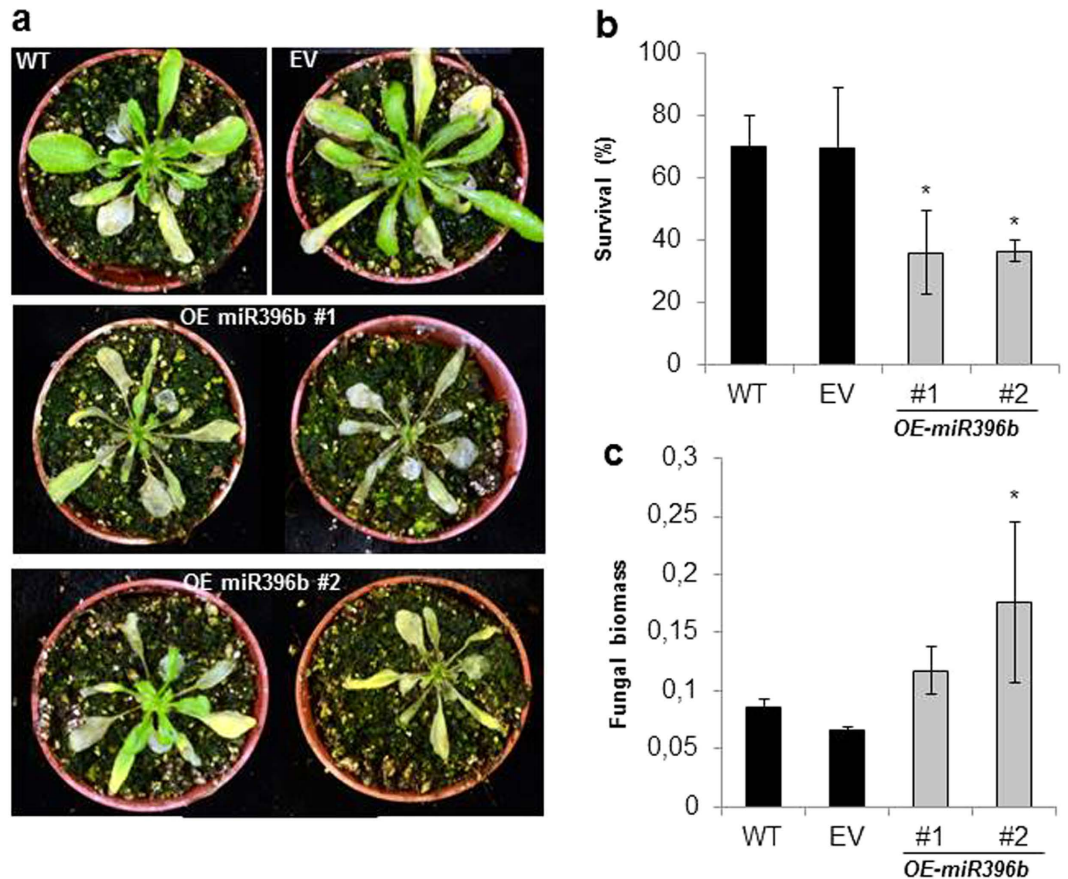 a
WT
EV
OE miR396b #1
OE miR396b #2
b
Survival (%)
100
80
60
40
20
0
*
*
WT
EV
#1
#2
OE-miR396b
c
Fungal biomass
0,3
0,25
0,2
0,15
0,1
0,05
0
*
WT
EV
#1
#2
OE-miR396b